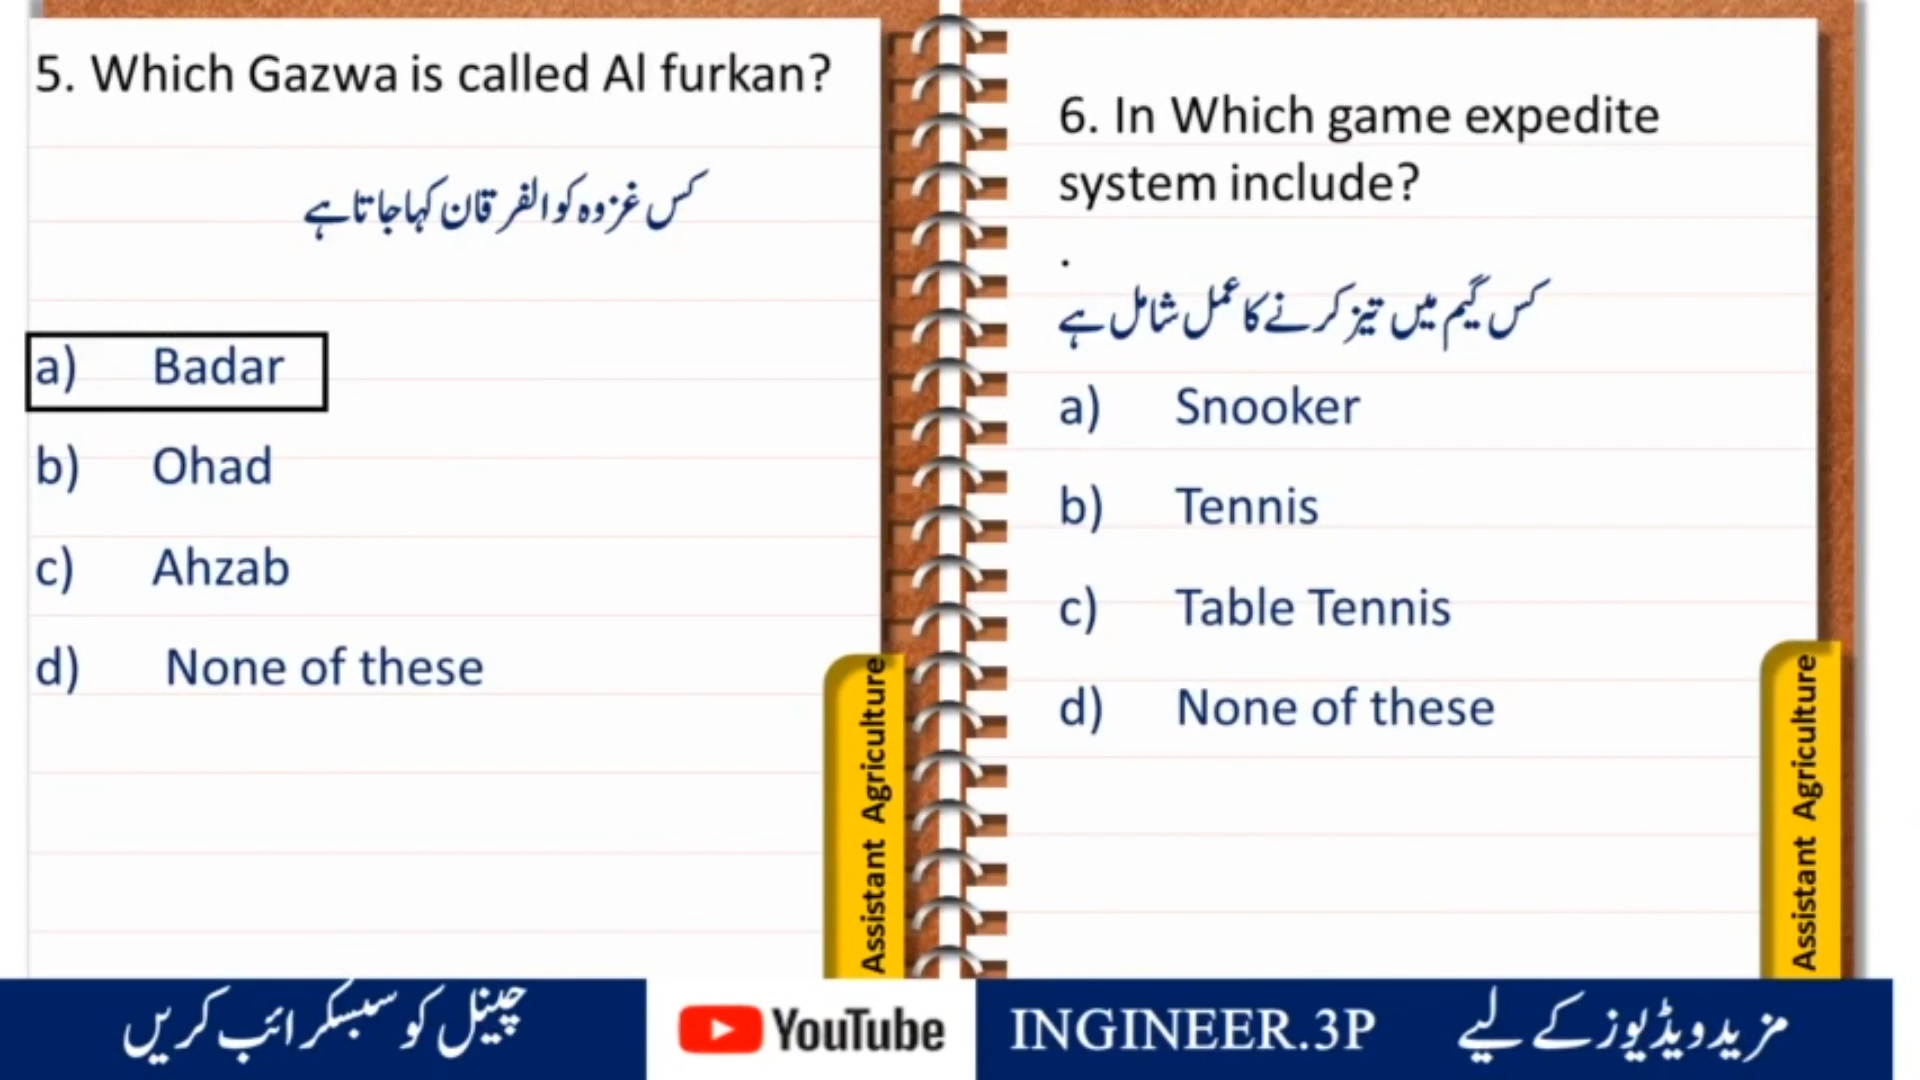 5. Which Gazwa is called Al furkan?
کس غزوہ کو الفرقان کہا جاتا ہے
a) Badar
b) Ohad
c) Ahzab
d) None of these
Assistant Agriculture
6. In Which game expedite
system include?
.
کس گیم میں تیز کرنے کا عمل شامل ہے
a) Snooker
b) Tennis
c) Table Tennis
d) None of these
Assistant Agriculture
چینل کو سبسکرائب کریں
YouTube
INGINEER.3P
مزید ویڈیوز کے لیے